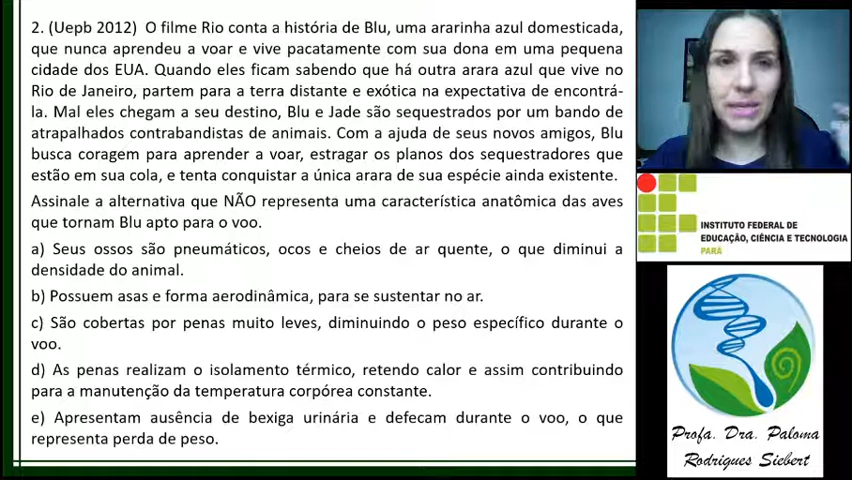 2. (Uepb 2012) O filme Rio conta a história de Blu, uma ararinha azul domesticada,
que nunca aprendeu a voar e vive pacatamente com sua dona em uma pequena
cidade dos EUA. Quando eles ficam sabendo que há outra arara azul que vive no
Rio de Janeiro, partem para a terra distante e exótica na expectativa de encontrá-
la. Mal eles chegam a seu destino, Blu e Jade são sequestrados por um bando de
atrapalhados contrabandistas de animais. Com a ajuda de seus novos amigos, Blu
busca coragem para aprender a voar, estragar os planos dos sequestradores que
estão em sua cola, e tenta conquistar a única arara de sua espécie ainda existente.
Assinale a alternativa que NÃO representa uma característica anatômica das aves
que tornam Blu apto para o voo.
a) Seus ossos são pneumáticos, ocos e cheios de ar quente, o que diminui a
densidade do animal.
b) Possuem asas e forma aerodinâmica, para se sustentar no ar.
c) São cobertas por penas muito leves, diminuindo o peso específico durante o
voo.
d) As penas realizam o isolamento térmico, retendo calor e assim contribuindo
para a manutenção da temperatura corpórea constante.
e) Apresentam ausência de bexiga urinária e defecam durante o voo, o que
representa perda de peso.
INSTITUTO FEDERAL DE
EDUCAÇÃO, CIÊNCIA E TECNOLOGIA
PARÁ
Profa. Dra. Paloma
Rodrigues Siebert